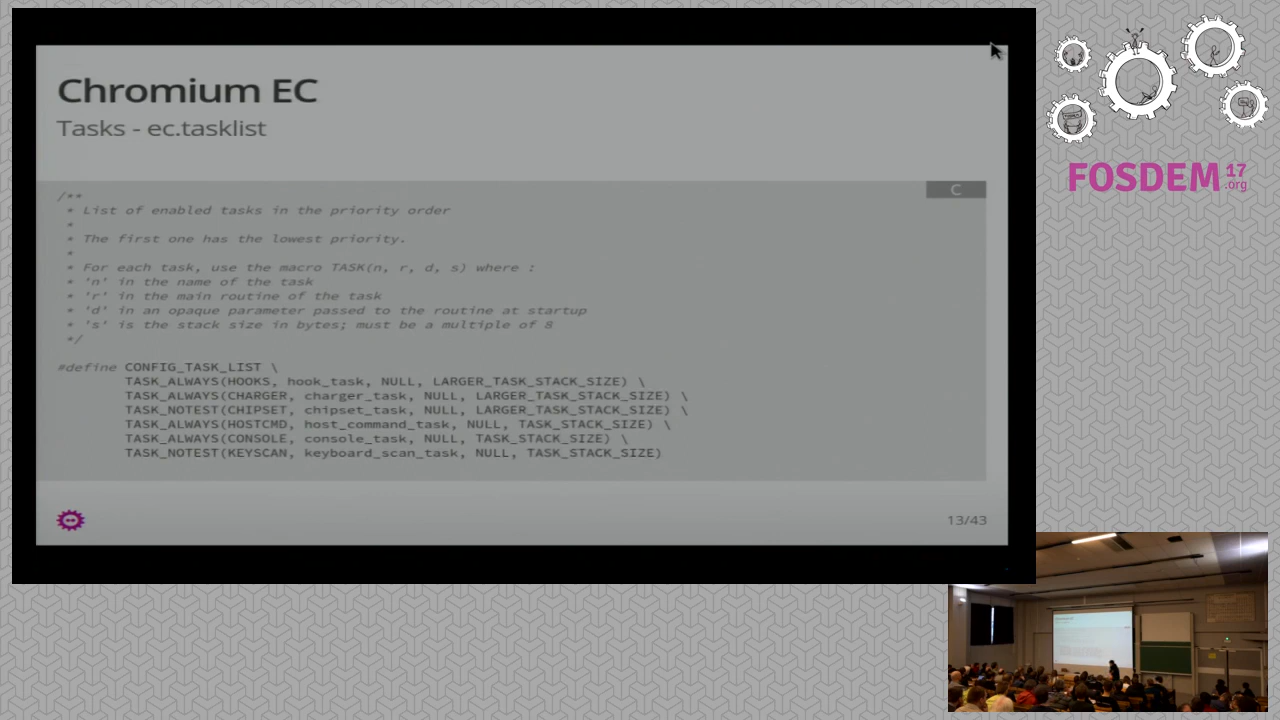 Chromium EC
Tasks - ec.tasklist
C
/**
* List of enabled tasks in the priority order
*
* The first one has the lowest priority.
*
* For each task, use the macro TASK(n, r, d, s) where :
* 'n' in the name of the task
* 'r' in the main routine of the task
* 'd' in an opaque parameter passed to the routine at startup
* 's' is the stack size in bytes; must be a multiple of 8
*/
#define CONFIG_TASK_LIST \
TASK_ALWAYS(HOOKS, hook_task, NULL, LARGER_TASK_STACK_SIZE) \
TASK_ALWAYS(CHARGER, charger_task, NULL, LARGER_TASK_STACK_SIZE) \
TASK_NOTEST(CHIPSET, chipset_task, NULL, LARGER_TASK_STACK_SIZE) \
TASK_ALWAYS(HOSTCMD, host_command_task, NULL, TASK_STACK_SIZE) \
TASK_ALWAYS(CONSOLE, console_task, NULL, TASK_STACK_SIZE) \
TASK_NOTEST(KEYSCAN, keyboard_scan_task, NULL, TASK_STACK_SIZE)
13/43
FOSDEM 17 .org